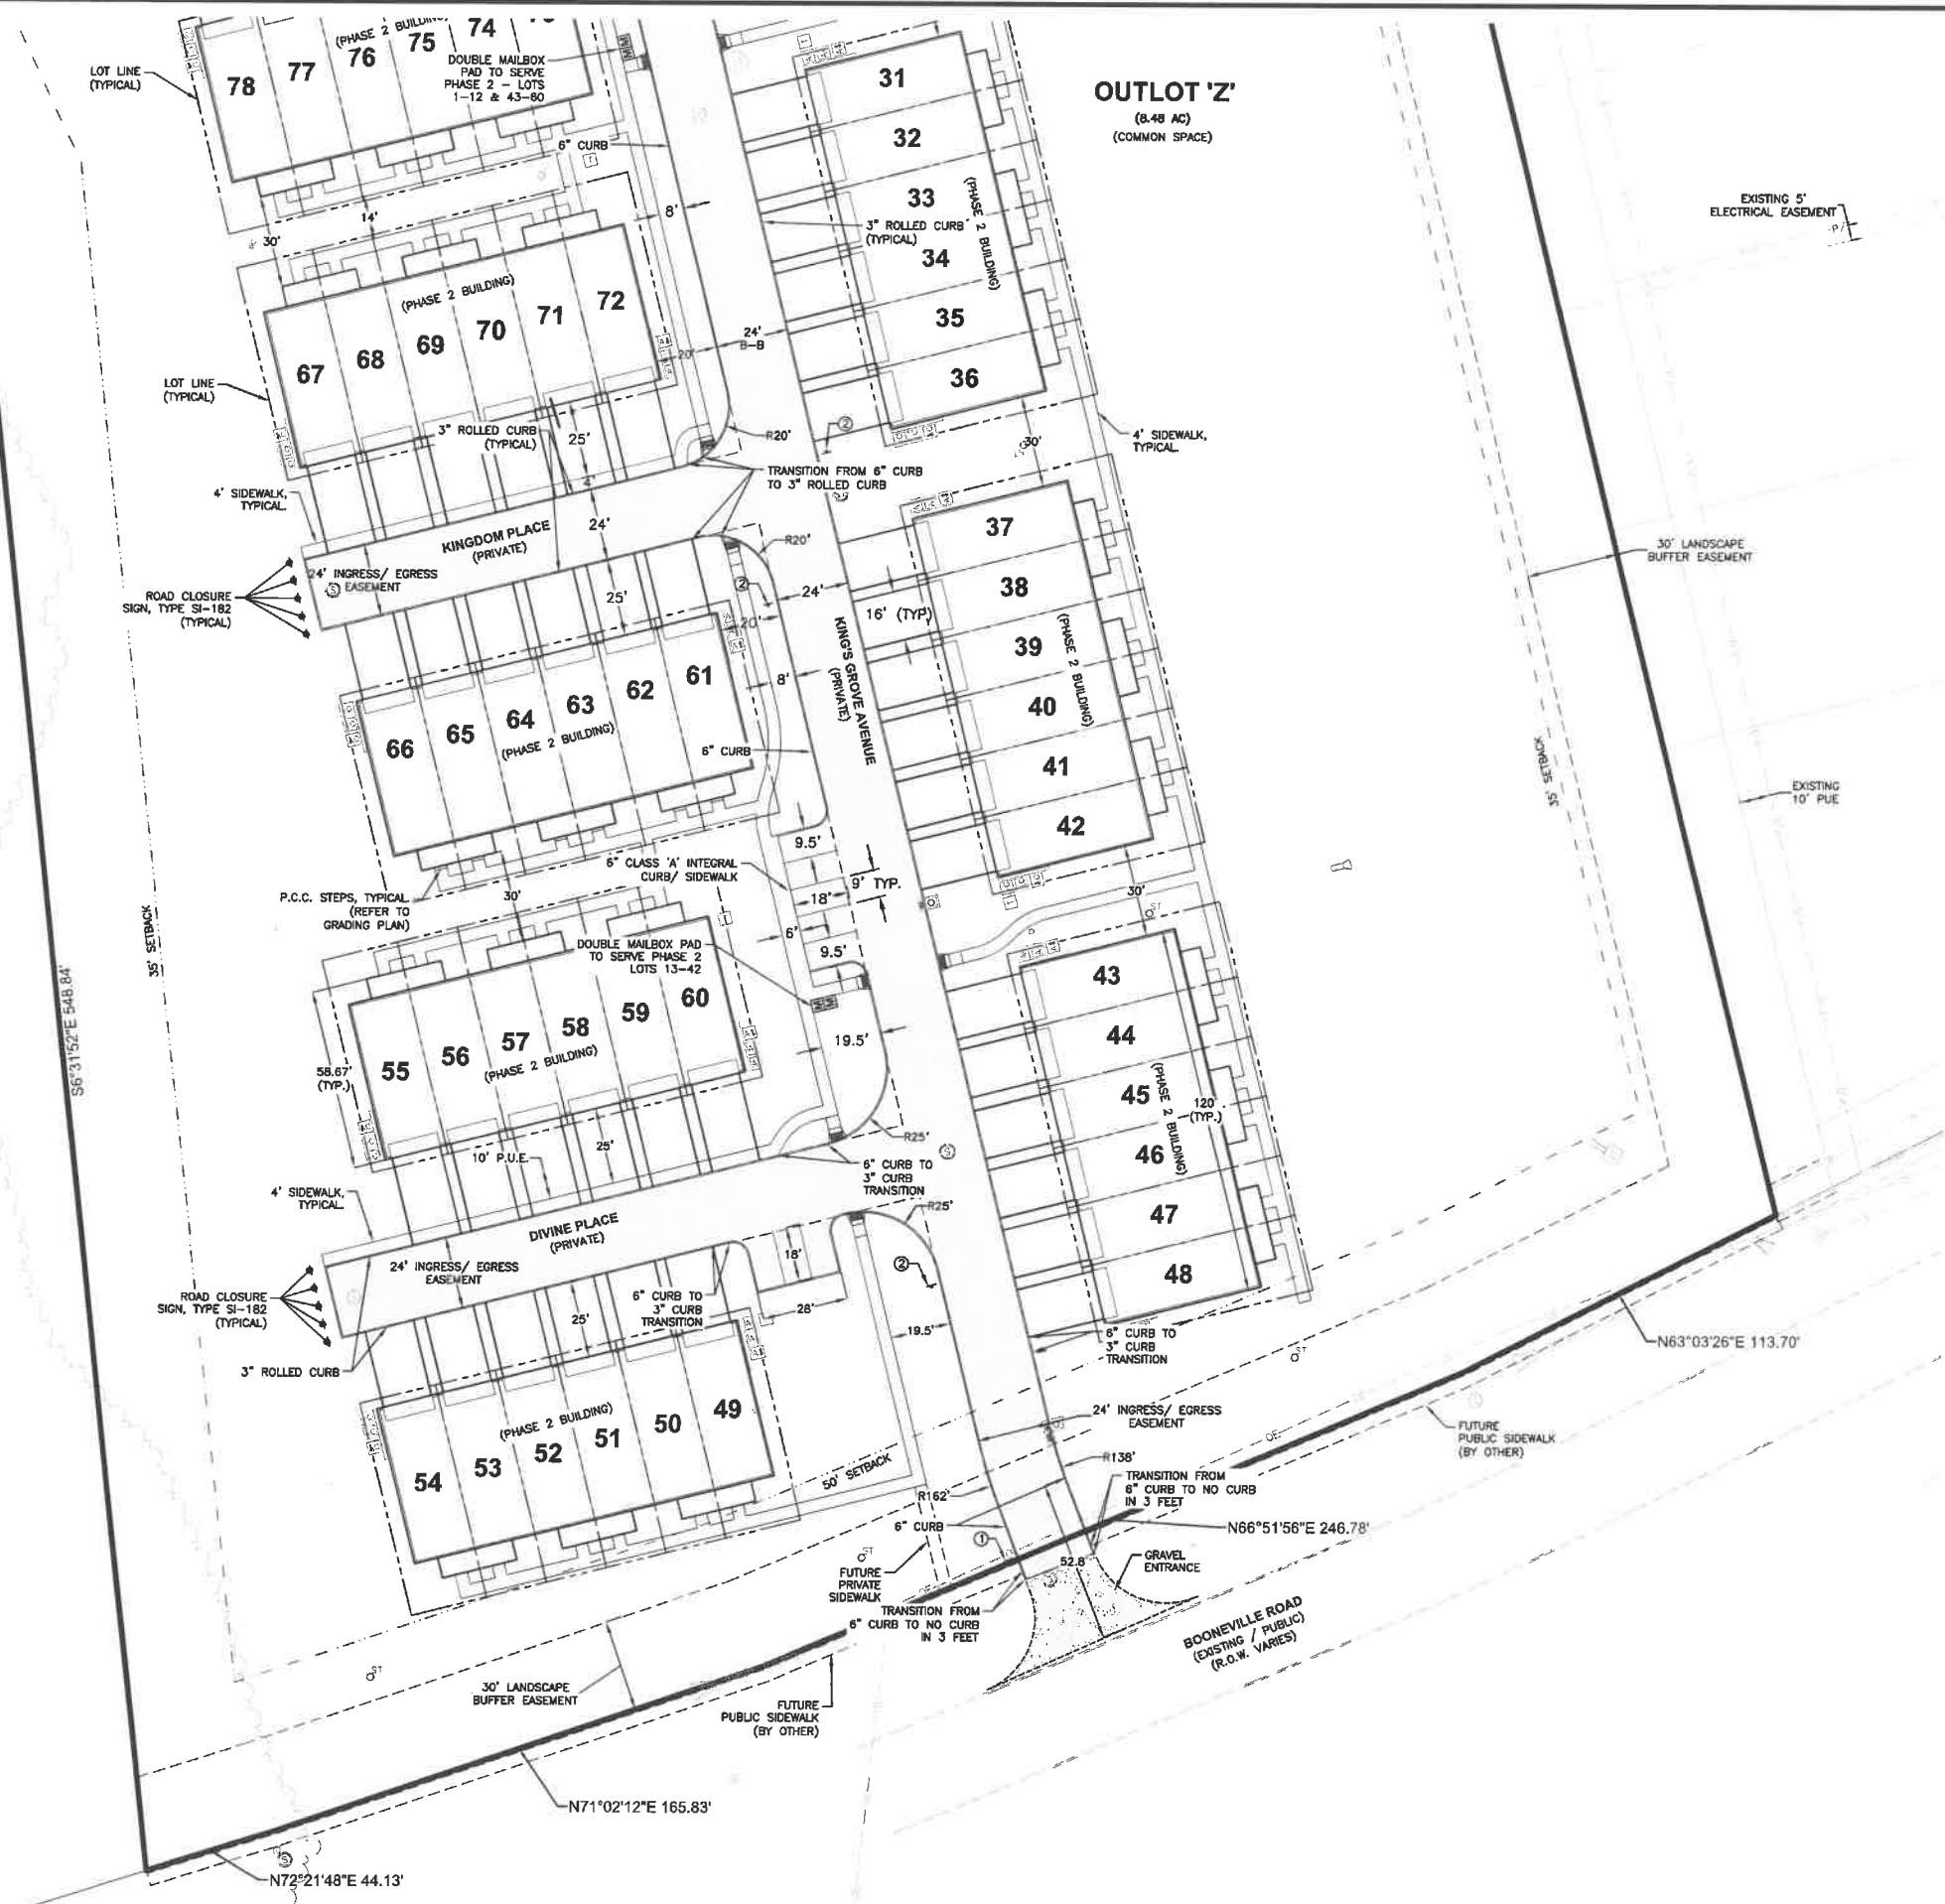 LOT LINE
(TYPICAL)
78
77
76
75
74
(PHASE 2 BUILDING)
DOUBLE MAILBOX
PAD TO SERVE
PHASE 2 - LOTS
1-12 & 43-60
6" CURB
14'
30'
8'
31
32
33
34
35
36
(PHASE 2 BUILDING)
3" ROLLED CURB
(TYPICAL)
OUTLOT 'Z'
(8.48 AC)
(COMMON SPACE)
EXISTING 5'
ELECTRICAL EASEMENT
(PHASE 2 BUILDING)
67
68
69
70
71
72
LOT LINE
(TYPICAL)
24'
B-B
20'
3" ROLLED CURB
(TYPICAL)
25'
R20'
2
30'
4' SIDEWALK,
TYPICAL
TRANSITION FROM 6" CURB
TO 3" ROLLED CURB
4' SIDEWALK,
TYPICAL
4'
24'
KINGDOM PLACE
(PRIVATE)
R20'
24' INGRESS/ EGRESS
EASEMENT
S
ROAD CLOSURE
SIGN, TYPE SI-182
(TYPICAL)
25'
2
20'
24'
16' (TYP)
37
38
39
40
41
42
(PHASE 2 BUILDING)
30' LANDSCAPE
BUFFER EASEMENT
KING'S GROVE AVENUE
(PRIVATE)
8'
61
62
63
64
65
66
(PHASE 2 BUILDING)
6" CURB
35' SETBACK
EXISTING
10' PUE
9.5'
6" CLASS 'A' INTEGRAL
CURB/ SIDEWALK
9' TYP.
18'
6'
9.5'
30'
30'
ST
P.C.C. STEPS, TYPICAL
(REFER TO
GRADING PLAN)
35' SETBACK
S6°31'52"E 548.84'
DOUBLE MAILBOX PAD
TO SERVE PHASE 2
LOTS 13-42
55
56
57
58
59
60
(PHASE 2 BUILDING)
58.67'
(TYP.)
19.5'
43
44
45
46
47
48
(PHASE 2 BUILDING)
120'
(TYP.)
10' P.U.E.
25'
R25'
S
6" CURB TO
3" CURB
TRANSITION
4' SIDEWALK,
TYPICAL
DIVINE PLACE
(PRIVATE)
R25'
24' INGRESS/ EGRESS
EASEMENT
18'
2
ROAD CLOSURE
SIGN, TYPE SI-182
(TYPICAL)
6" CURB TO
3" CURB
TRANSITION
25'
28'
19.5'
3" ROLLED CURB
6" CURB TO
3" CURB
TRANSITION
ST
N63°03'26"E 113.70'
(PHASE 2 BUILDING)
54
53
52
51
50
49
24' INGRESS/ EGRESS
EASEMENT
FUTURE
PUBLIC SIDEWALK
(BY OTHER)
50' SETBACK
R138'
R162'
TRANSITION FROM
6" CURB TO NO CURB
IN 3 FEET
6" CURB
1
N66°51'56"E 246.78'
52.8
GRAVEL
ENTRANCE
ST
FUTURE
PRIVATE
SIDEWALK
TRANSITION FROM
6" CURB TO NO CURB
IN 3 FEET
BOONEVILLE ROAD
(EXISTING / PUBLIC)
(R.O.W. VARIES)
ST
30' LANDSCAPE
BUFFER EASEMENT
FUTURE
PUBLIC SIDEWALK
(BY OTHER)
N71°02'12"E 165.83'
S
N72°21'48"E 44.13'